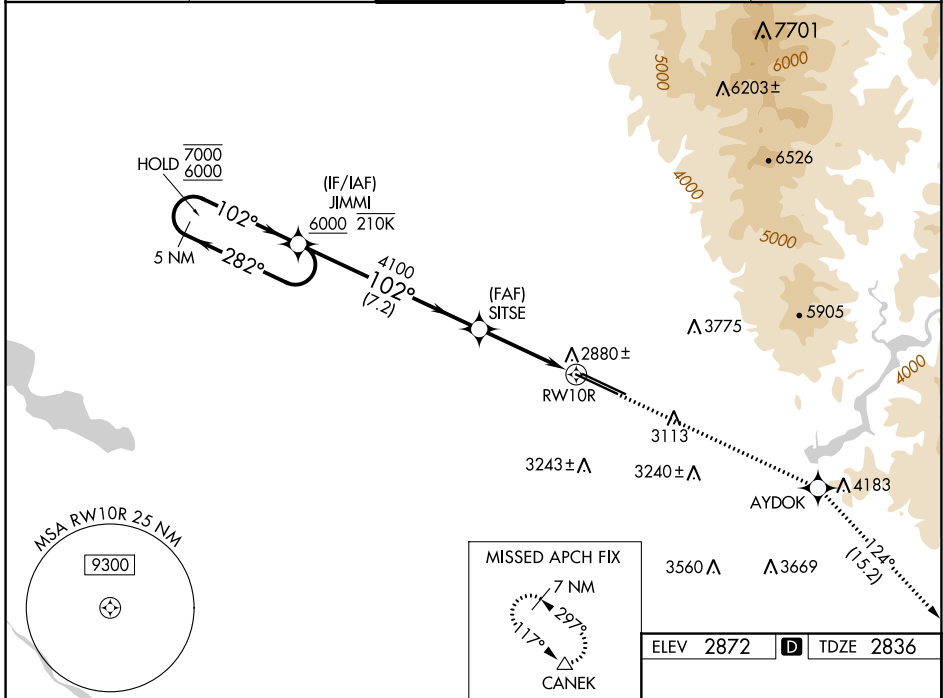 7701
6000
5000
6203±
6526
4000
5000
HOLD 7000
6000
(IF/IAF)
JIMMI
6000 210K
102°
5 NM
282°
4100
102°
(7.2)
(FAF)
SITSE
5905
3775
2880±
4000
RW10R
3113
3243±
3240±
4183
AYDOK
124°
(15.2)
MSA RW10R 25 NM
9300
MISSED APCH FIX
7 NM
297°
117°
CANEK
3560
3669
ELEV 2872 D TDZE 2836